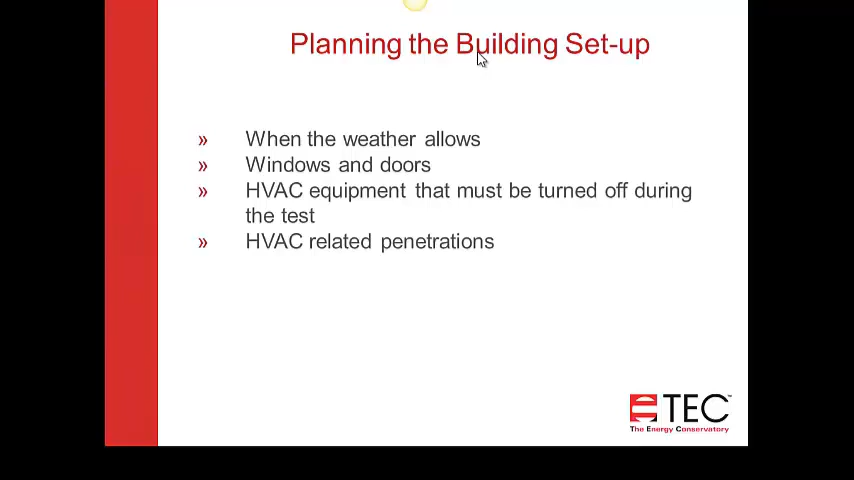 Planning the Building Set-up
» When the weather allows
» Windows and doors
» HVAC equipment that must be turned off during
the test
» HVAC related penetrations
TEC™
The Energy Conservatory